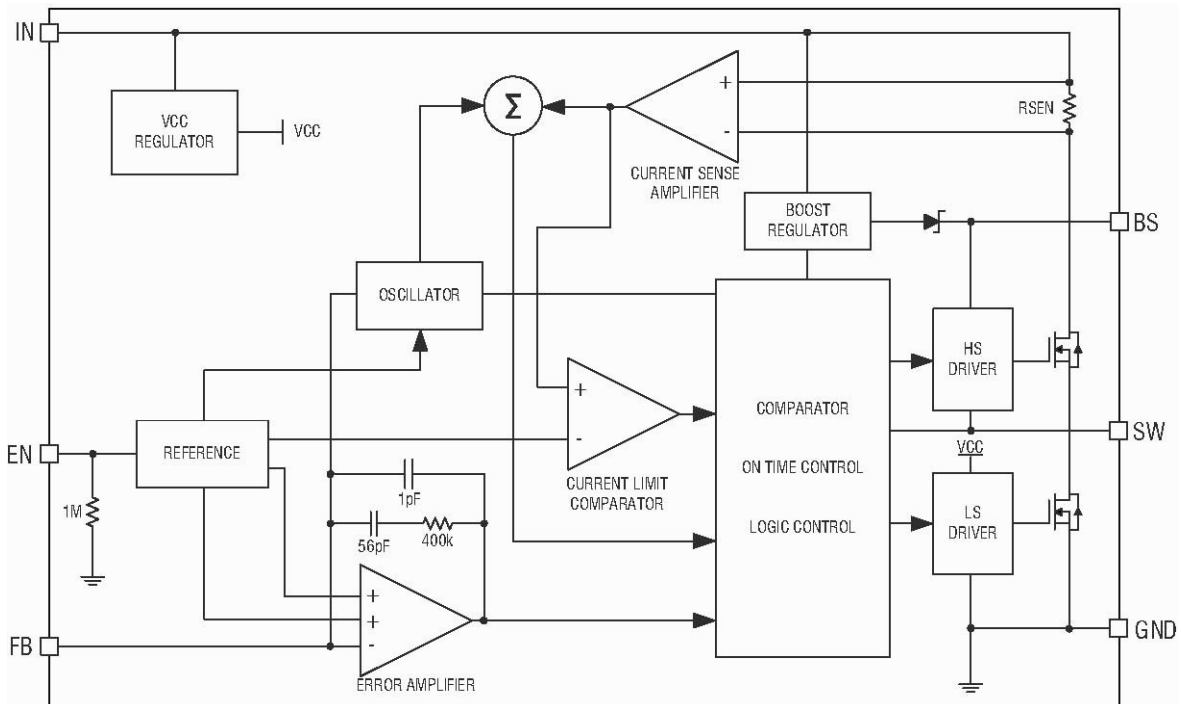 IN
VCC
REGULATOR
VCC
Σ
+
-
CURRENT SENSE
AMPLIFIER
RSEN
BOOST
REGULATOR
BS
OSCILLATOR
HS
DRIVER
+
-
CURRENT LIMIT
COMPARATOR
COMPARATOR
ON TIME CONTROL
LOGIC CONTROL
SW
VCC
LS
DRIVER
EN
REFERENCE
1M
1pF
56pF
400k
+
+
-
ERROR AMPLIFIER
FB
GND